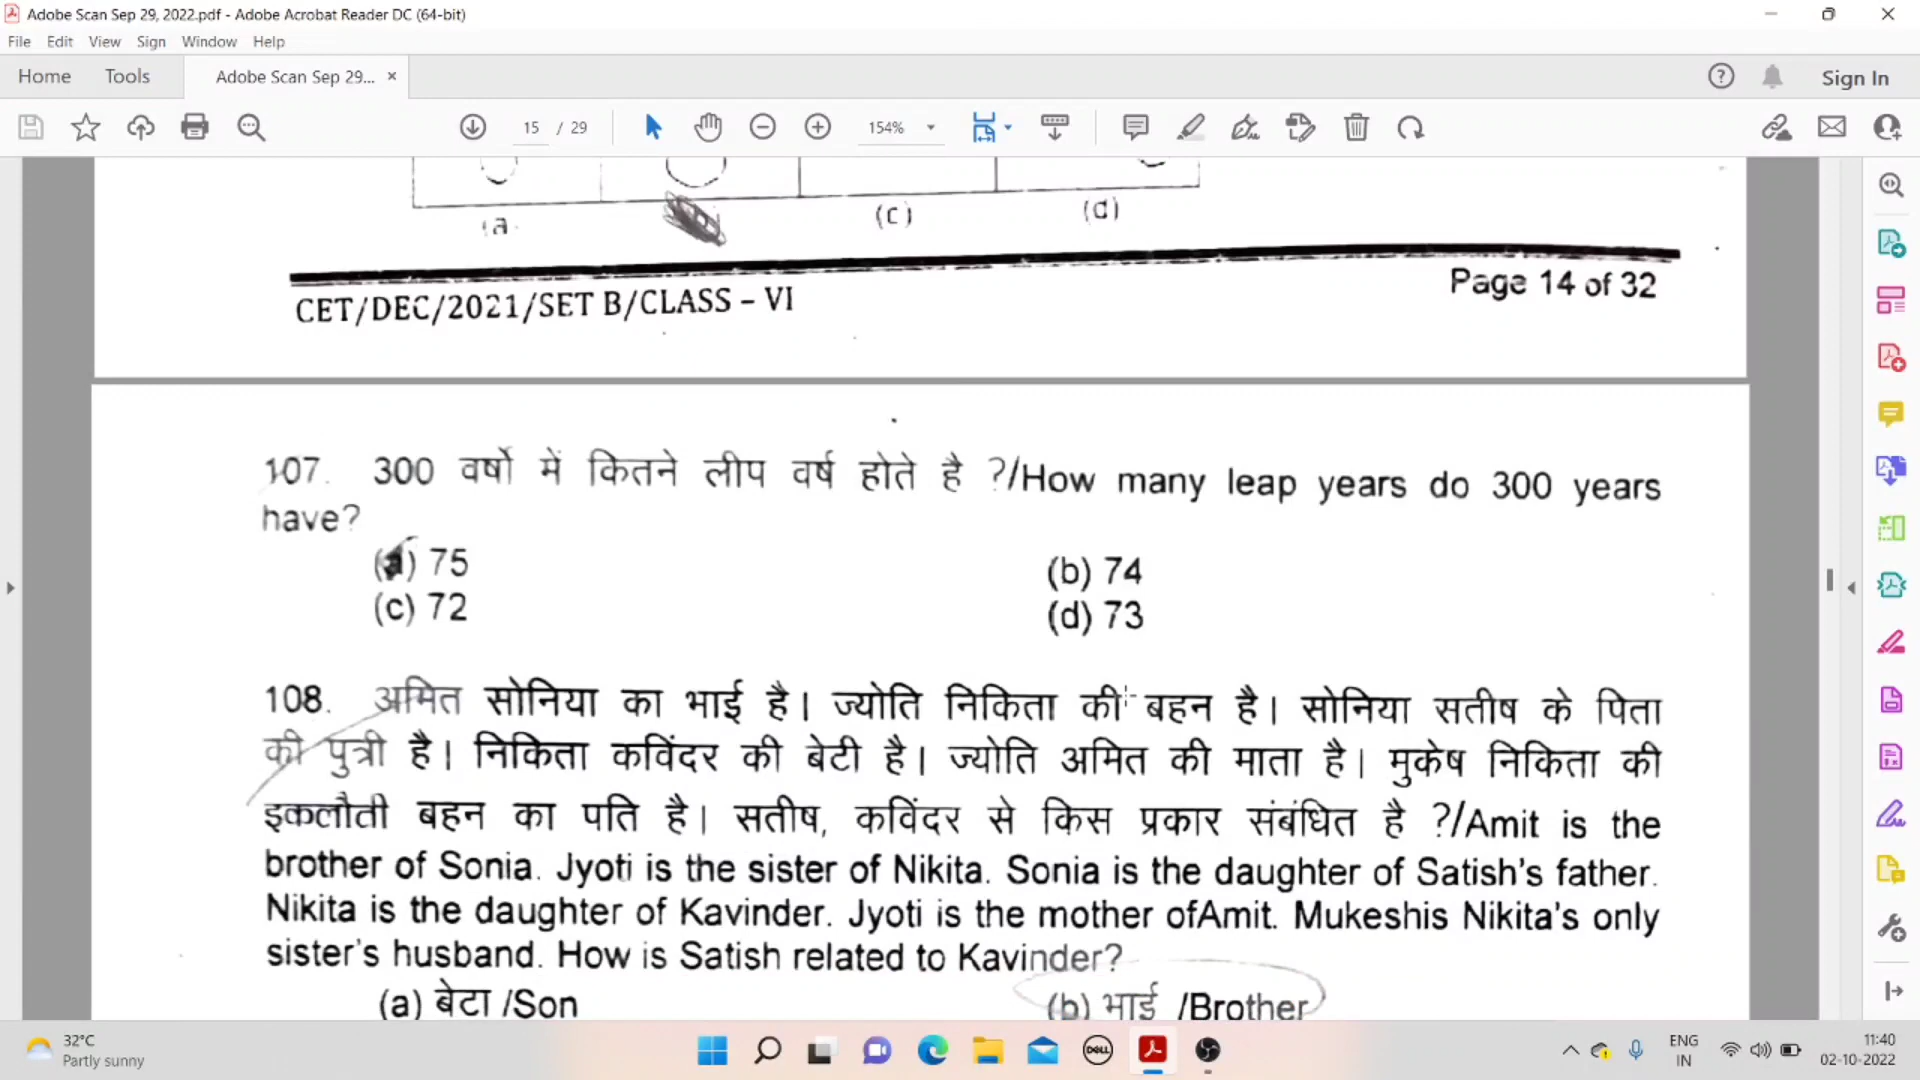 Adobe Scan Sep 29, 2022.pdf - Adobe Acrobat Reader DC (64-bit)
File Edit View Sign Window Help
Home Tools Adobe Scan Sep 29... × Sign In
15 / 29 154%
(a (c) (d)
CET/DEC/2021/SET B/CLASS – VI Page 14 of 32
107. 300 वर्षो में कितने लीप वर्ष होते है ?/How many leap years do 300 years
have?
(a) 75 (b) 74
(c) 72 (d) 73
108. अमित सोनिया का भाई है। ज्योति निकिता की बहन है। सोनिया सतीष के पिता
की पुत्री है। निकिता कविंदर की बेटी है। ज्योति अमित की माता है। मुकेष निकिता की
इकलौती बहन का पति है। सतीष, कविंदर से किस प्रकार संबंधित है ?/Amit is the
brother of Sonia. Jyoti is the sister of Nikita. Sonia is the daughter of Satish's father.
Nikita is the daughter of Kavinder. Jyoti is the mother ofAmit. Mukeshis Nikita's only
sister's husband. How is Satish related to Kavinder?
(a) बेटा /Son (b) भाई /Brother
32°C
Partly sunny
DELL
ENG
IN
11:40
02-10-2022